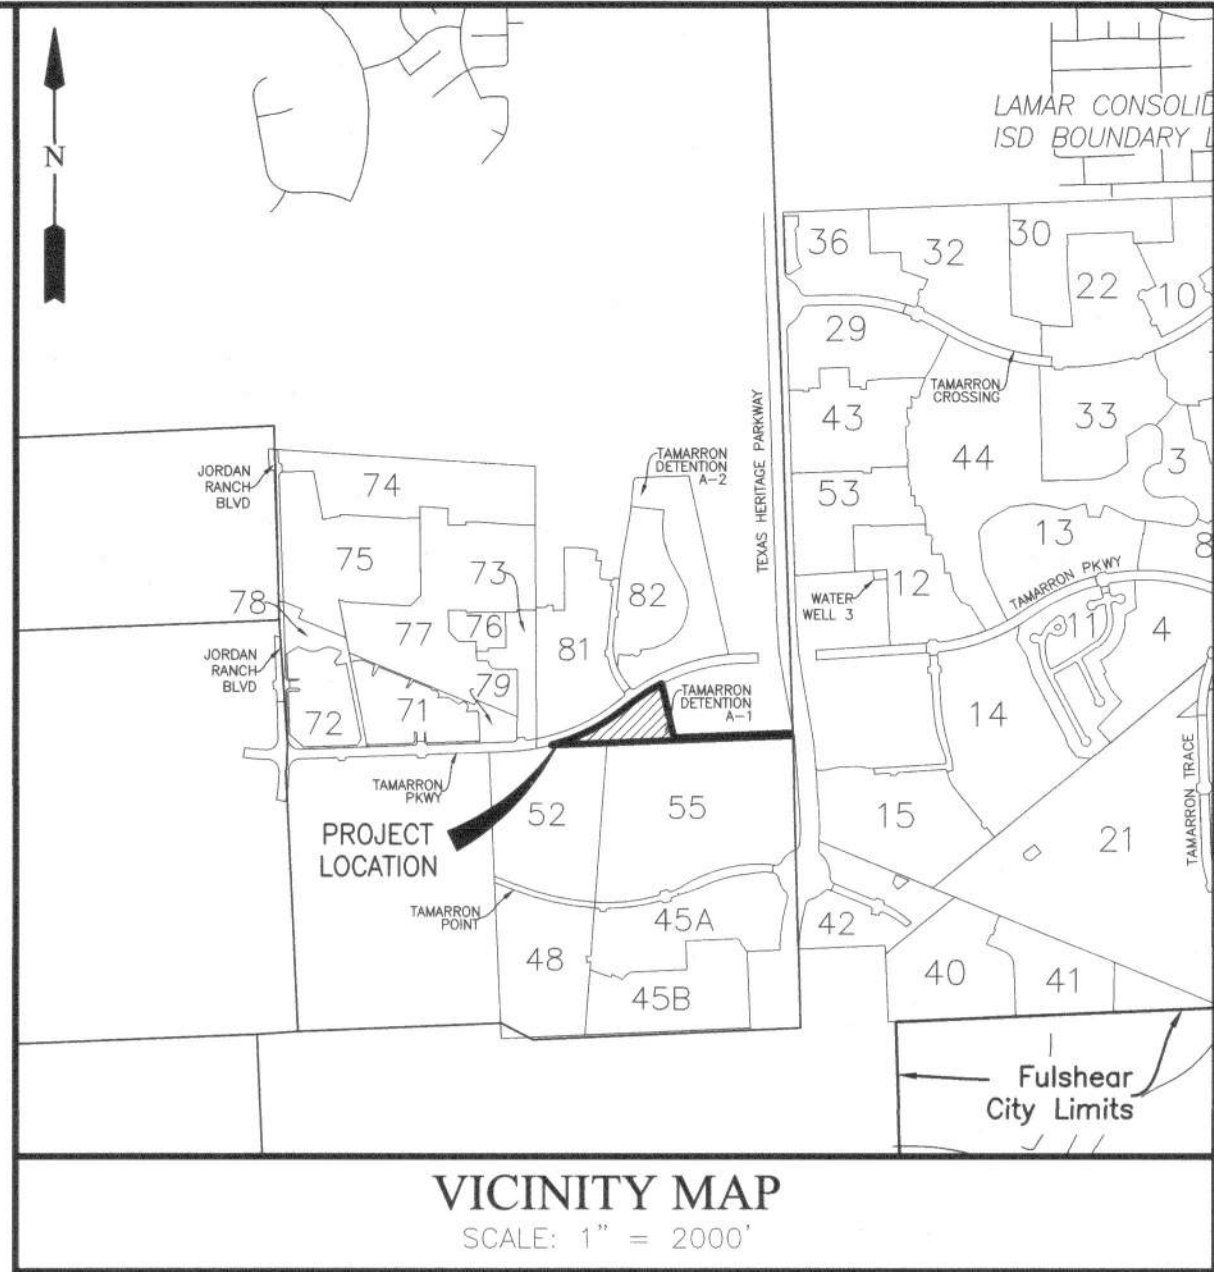 N
LAMAR CONSOLID
ISD BOUNDARY L
36
32
30
22
10
29
TAMARRON
CROSSING
43
33
44
3
53
TEXAS HERITAGE PARKWAY
TAMARRON
DETENTION
A-2
JORDAN
RANCH
BLVD
74
75
73
82
13
8
TAMARRON PKWY
12
WATER
WELL 3
11
4
78
77
76
81
JORDAN
RANCH
BLVD
79
72
71
TAMARRON
DETENTION
A-1
14
TAMARRON
PKWY
52
55
15
21
TAMARRON TRACE
PROJECT
LOCATION
TAMARRON
POINT
45A
42
48
45B
40
41
Fulshear
City Limits
VICINITY MAP
SCALE: 1" = 2000'